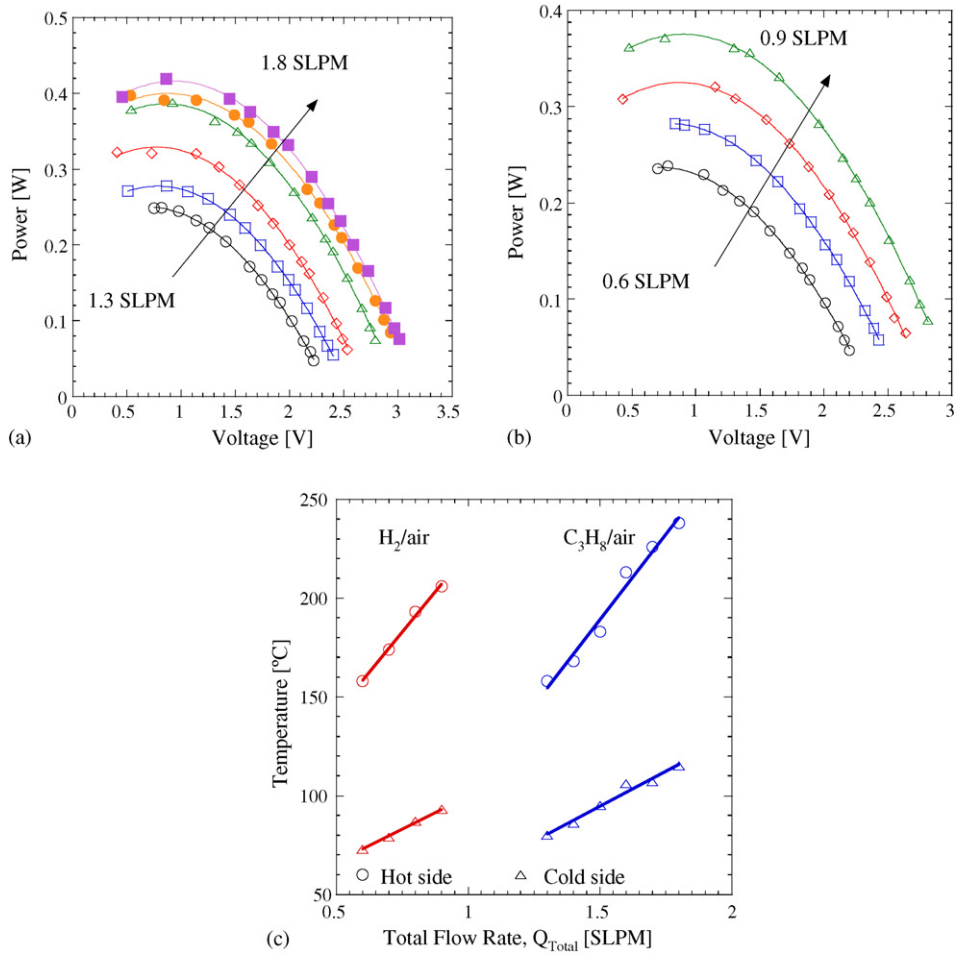 0.5
0.4
0.3
0.2
0.1
0
Power [W]
1.8 SLPM
1.3 SLPM
0 0.5 1 1.5 2 2.5 3 3.5
Voltage [V]
(a)
0.4
0.3
0.2
0.1
0
Power [W]
0.9 SLPM
0.6 SLPM
0 0.5 1 1.5 2 2.5 3
Voltage [V]
(b)
250
200
150
100
50
Temperature [ºC]
H₂/air C₃H₈/air
Hot side Cold side
0.5 1 1.5 2
Total Flow Rate, Q_Total [SLPM]
(c)